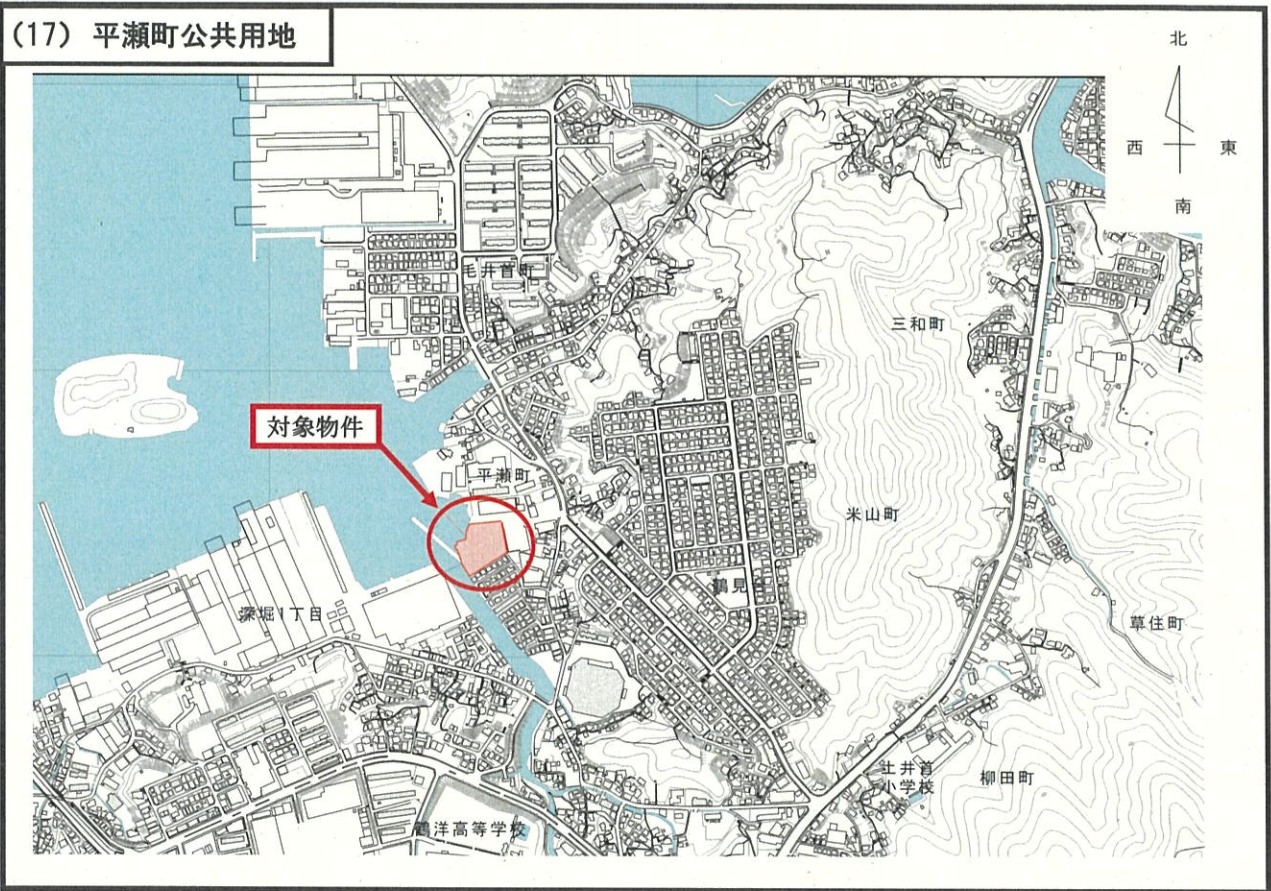 (17) 平瀬町公共用地
北
西
東
南
毛井首町
三和町
対象物件
平瀬町
米山町
鶴見
深堀1丁目
草住町
辻井首
小学校
柳田町
鶴洋高等学校